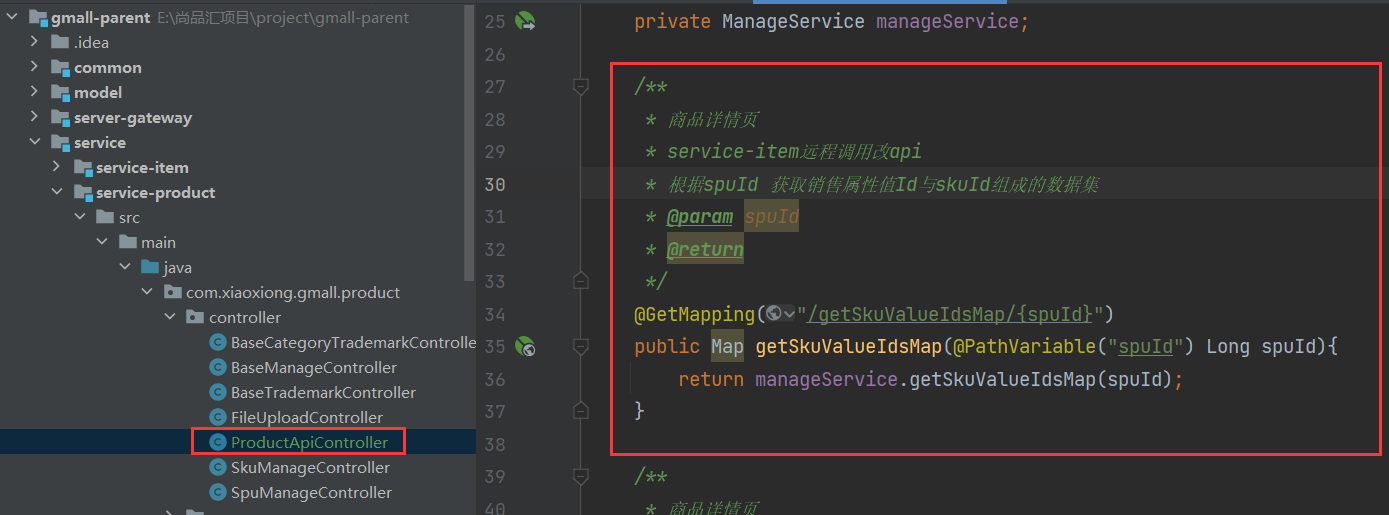 gmall-parent E:\尚品汇项目\project\gmall-parent
.idea
common
model
server-gateway
service
service-item
service-product
src
main
java
com.xiaoxiong.gmall.product
controller
BaseCategoryTrademarkControlle
BaseManageController
BaseTrademarkController
FileUploadController
ProductApiController
SkuManageController
SpuManageController
25 private ManageService manageService;
26
27 /**
28 * 商品详情页
29 * service-item远程调用改api
30 * 根据spuId 获取销售属性值Id与skuId组成的数据集
31 * @param spuId
32 * @return
33 */
34 @GetMapping("/getSkuValueIdsMap/{spuId}")
35 public Map getSkuValueIdsMap(@PathVariable("spuId") Long spuId){
36 return manageService.getSkuValueIdsMap(spuId);
37 }
38
39 /**
40 * 商品详情页